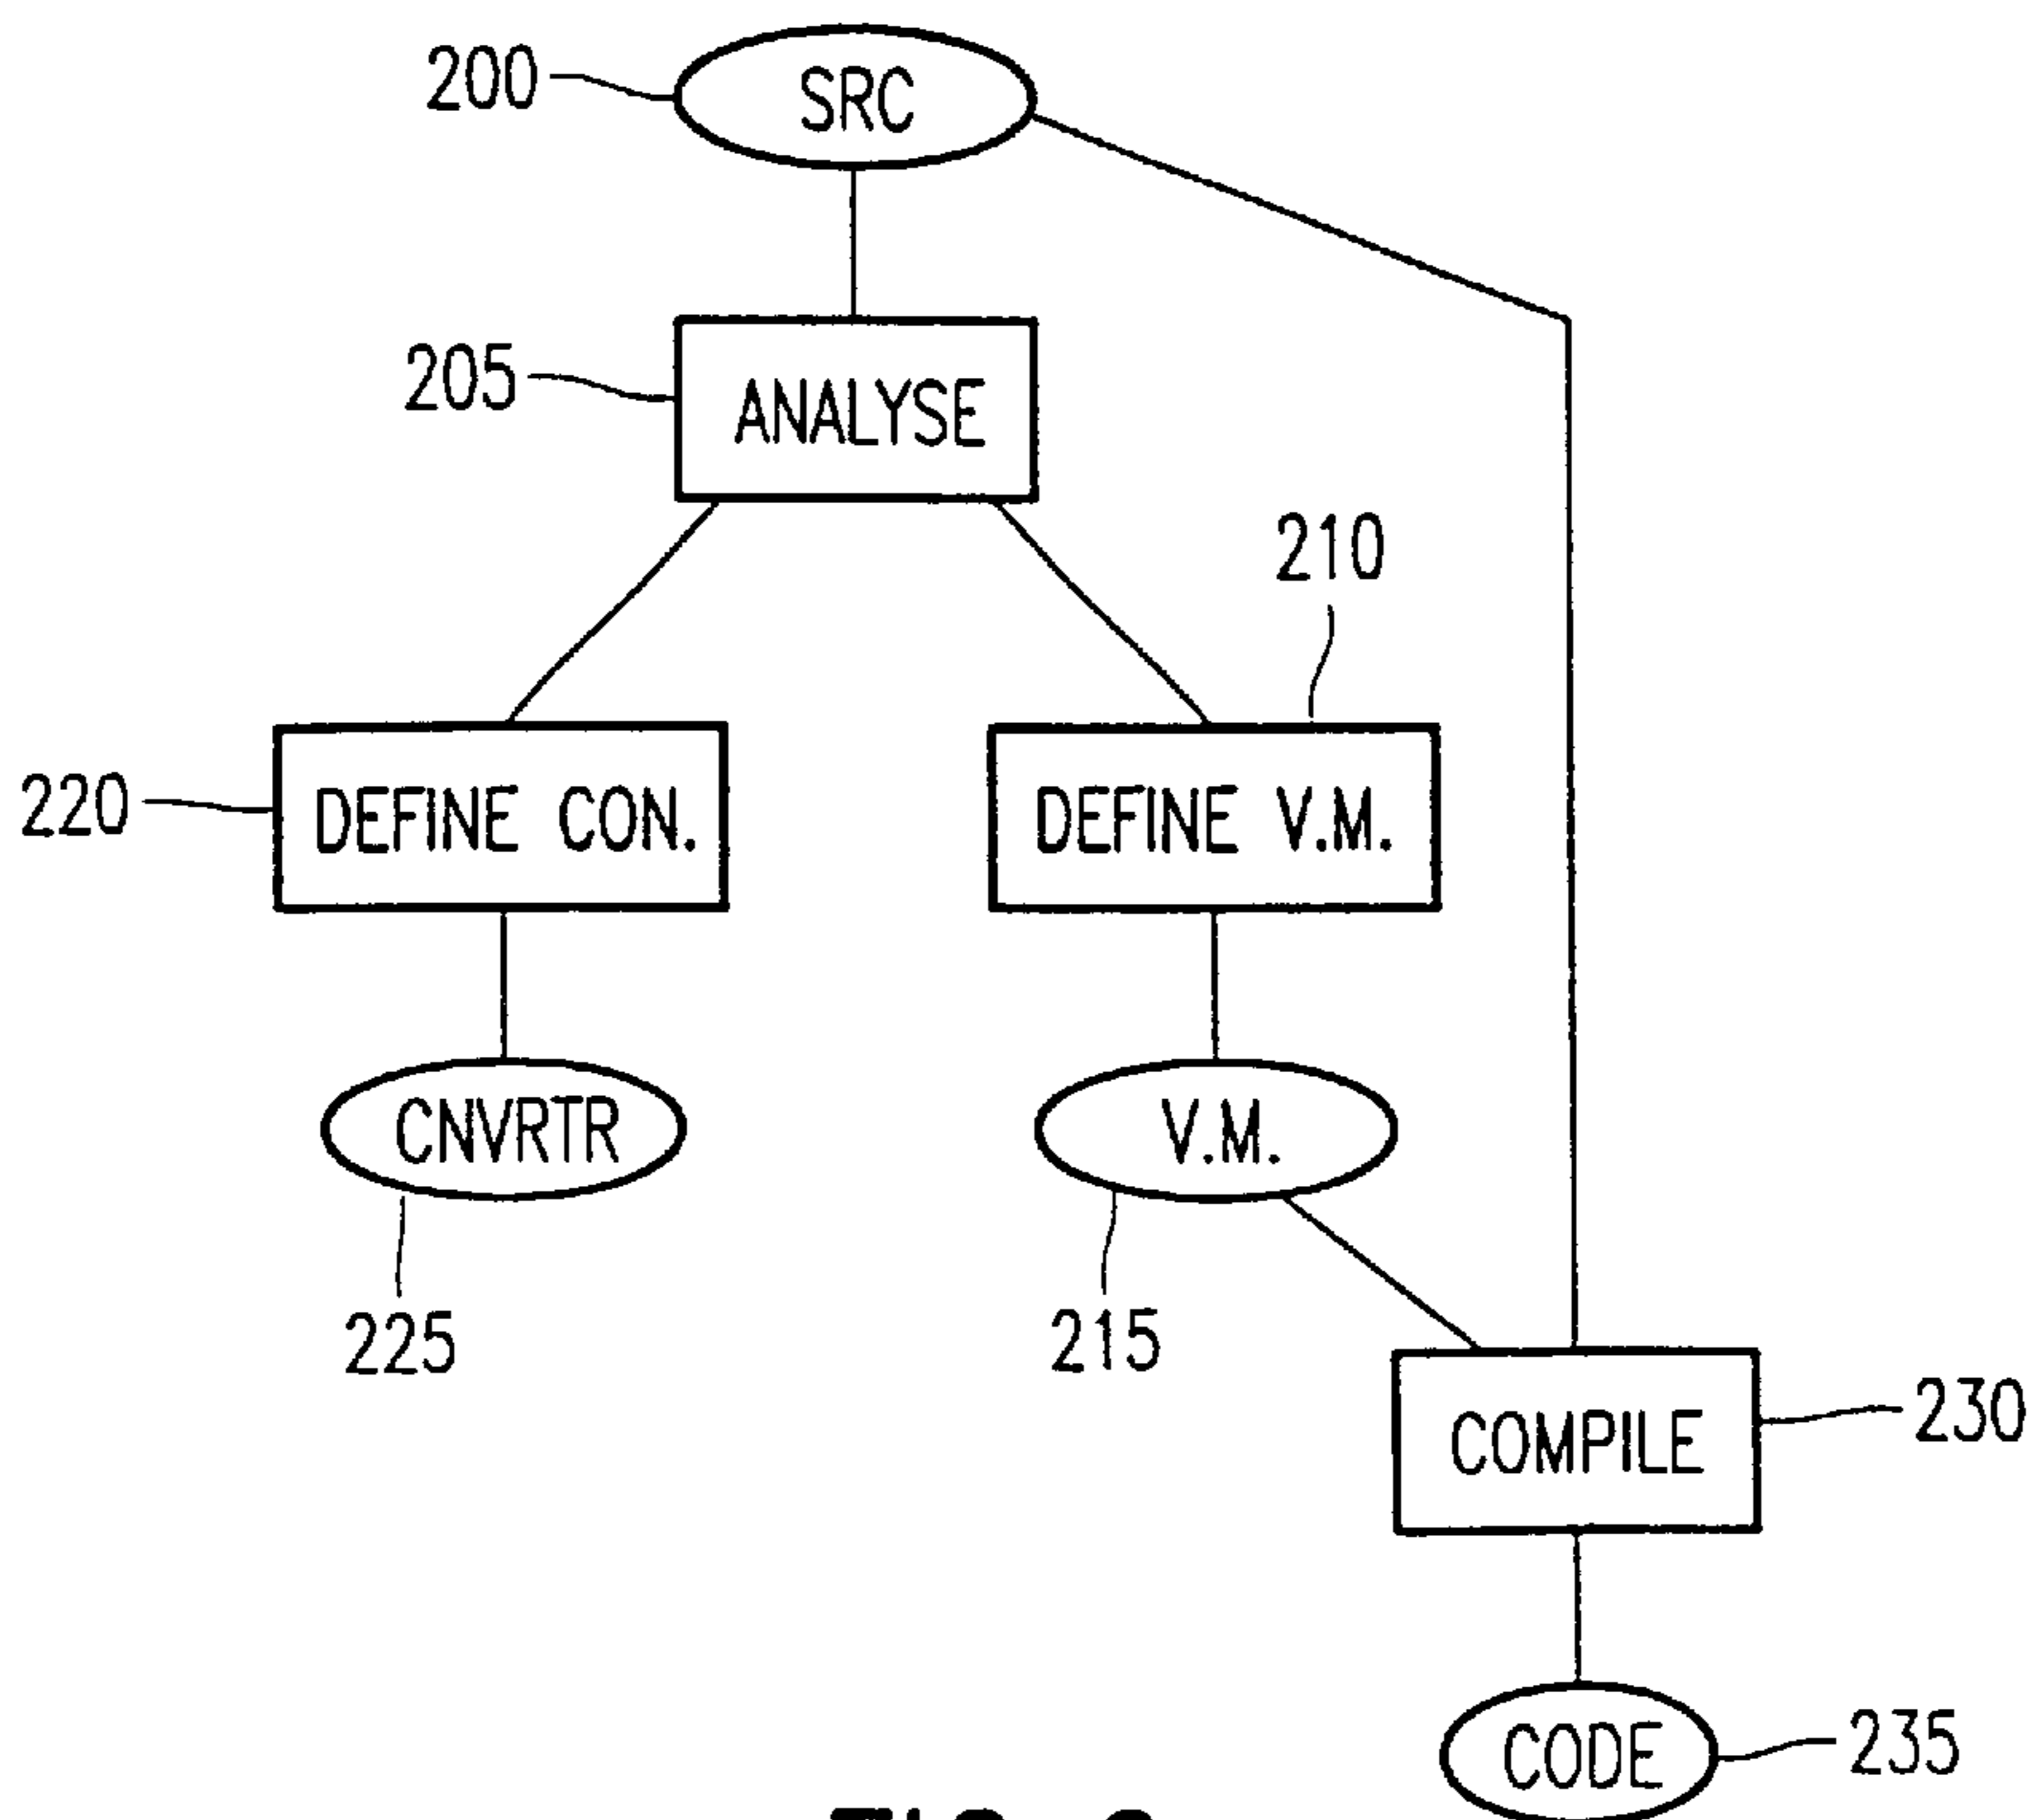 200
SRC
205
ANALYSE
210
220
DEFINE CON.
DEFINE V.M.
CNVRTR
V.M.
225
215
COMPILE
230
CODE
235